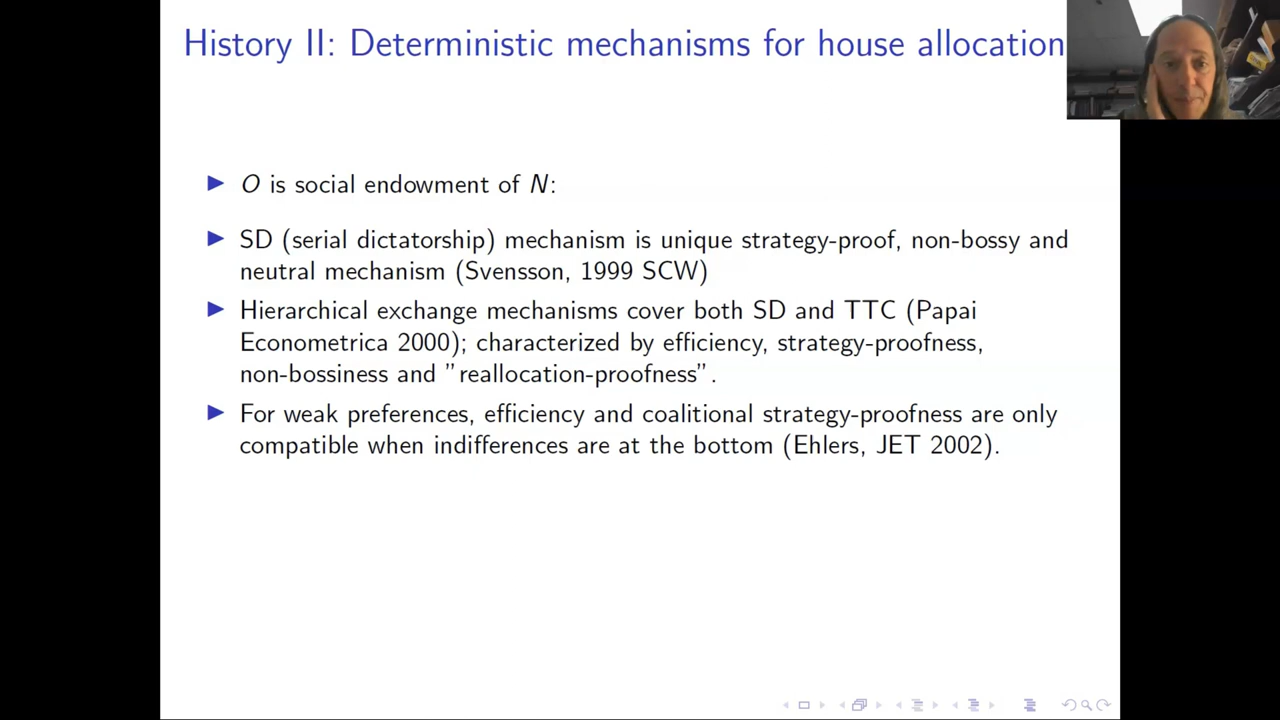 History II: Deterministic mechanisms for house allocation
O is social endowment of N:
SD (serial dictatorship) mechanism is unique strategy-proof, non-bossy and
neutral mechanism (Svensson, 1999 SCW)
Hierarchical exchange mechanisms cover both SD and TTC (Papai
Econometrica 2000); characterized by efficiency, strategy-proofness,
non-bossiness and ”reallocation-proofness”.
For weak preferences, efficiency and coalitional strategy-proofness are only
compatible when indifferences are at the bottom (Ehlers, JET 2002).